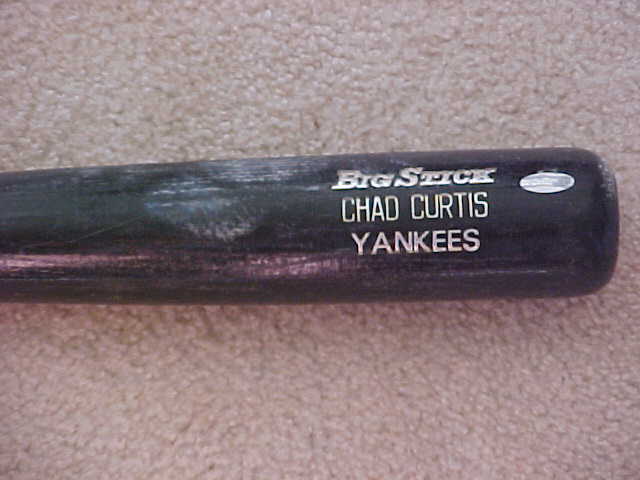 BIG STICK
CHAD CURTIS
YANKEES